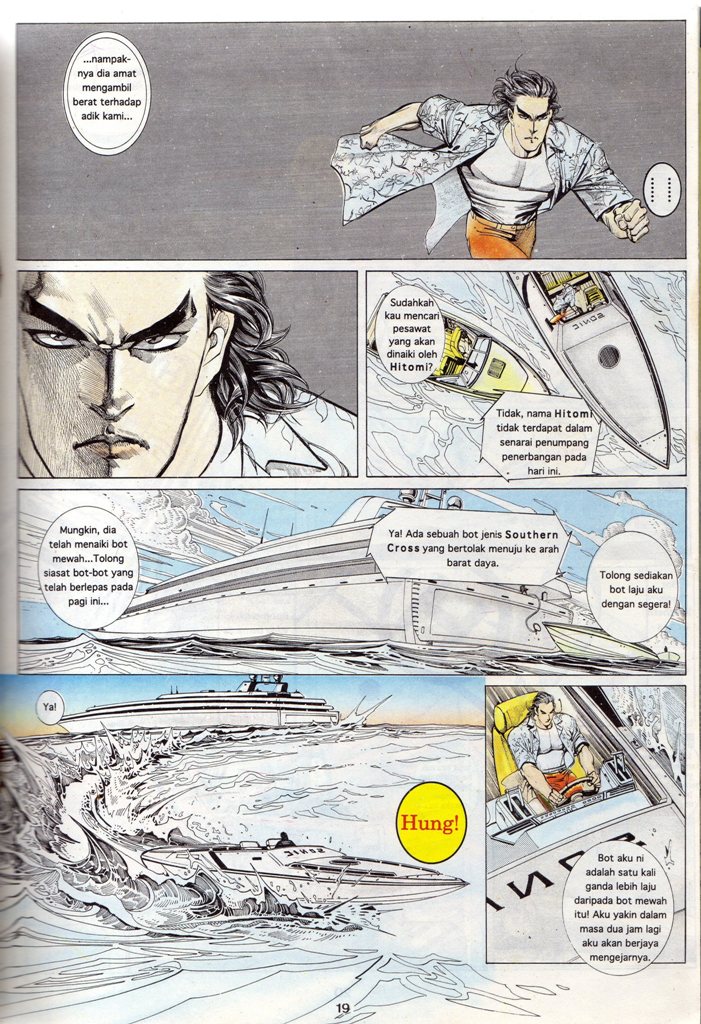 ...nampak-
nya dia amat
mengambil
berat terhadap
adik kami...
......
Sudahkah
kau mencari
pesawat
yang akan
dinaiki oleh
Hitomi?
SONIC
Tidak, nama Hitomi
tidak terdapat dalam
senarai penumpang
penerbangan pada
hari ini.
Mungkin, dia
telah menaiki bot
mewah...Tolong
siasat bot-bot yang
telah berlepas pada
pagi ini...
Ya! Ada sebuah bot jenis Southern
Cross yang bertolak menuju ke arah
barat daya.
Tolong sediakan
bot laju aku
dengan segera!
Ya!
Hung!
SONIC
SONIC
Bot aku ni
adalah satu kali
ganda lebih laju
daripada bot mewah
itu! Aku yakin dalam
masa dua jam lagi
aku akan berjaya
mengejarnya.
19